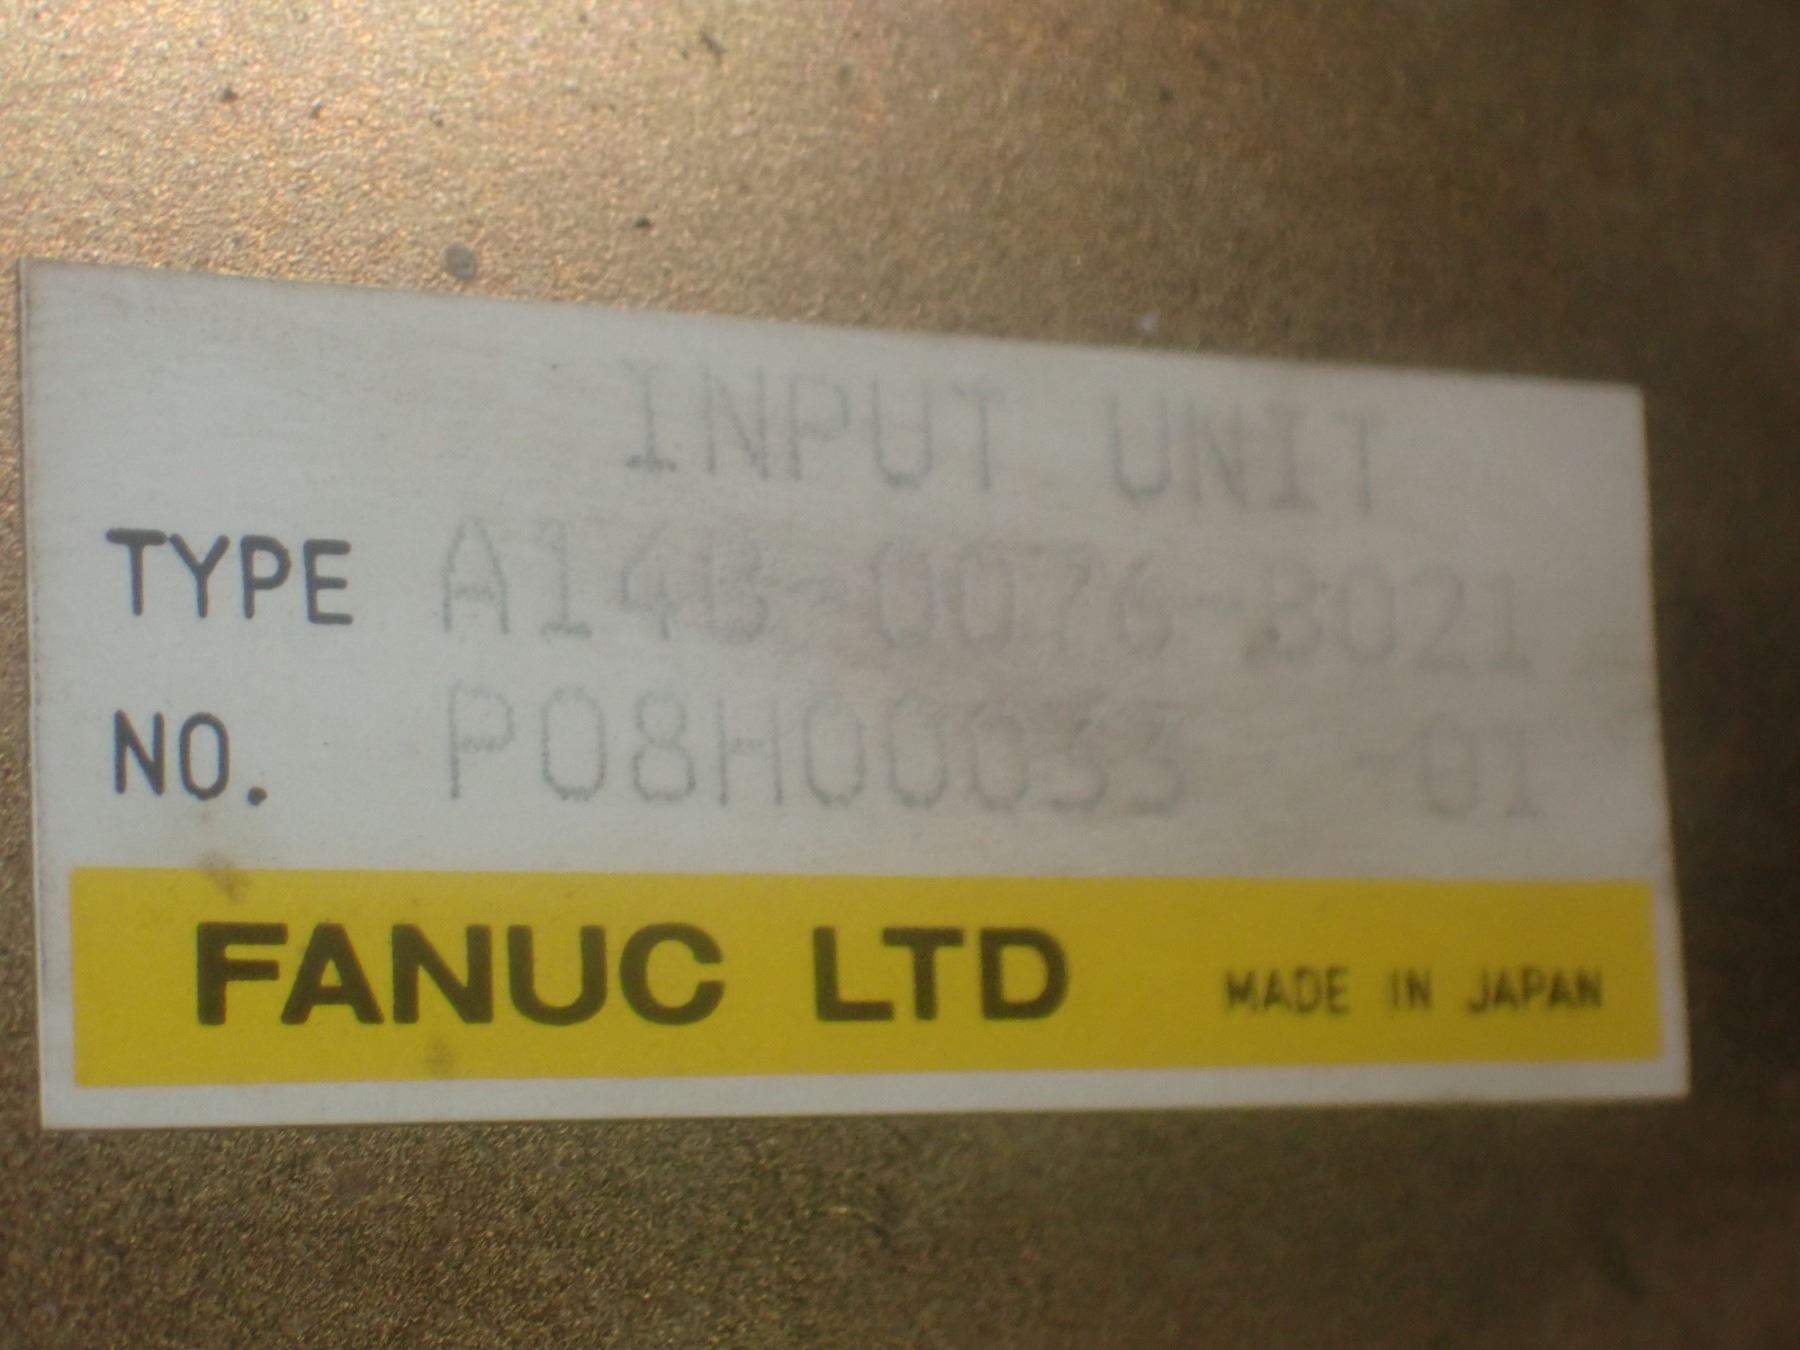 INPUT UNIT
TYPE A14B-0076-B021
NO. P08H00033 -01
FANUC LTD MADE IN JAPAN